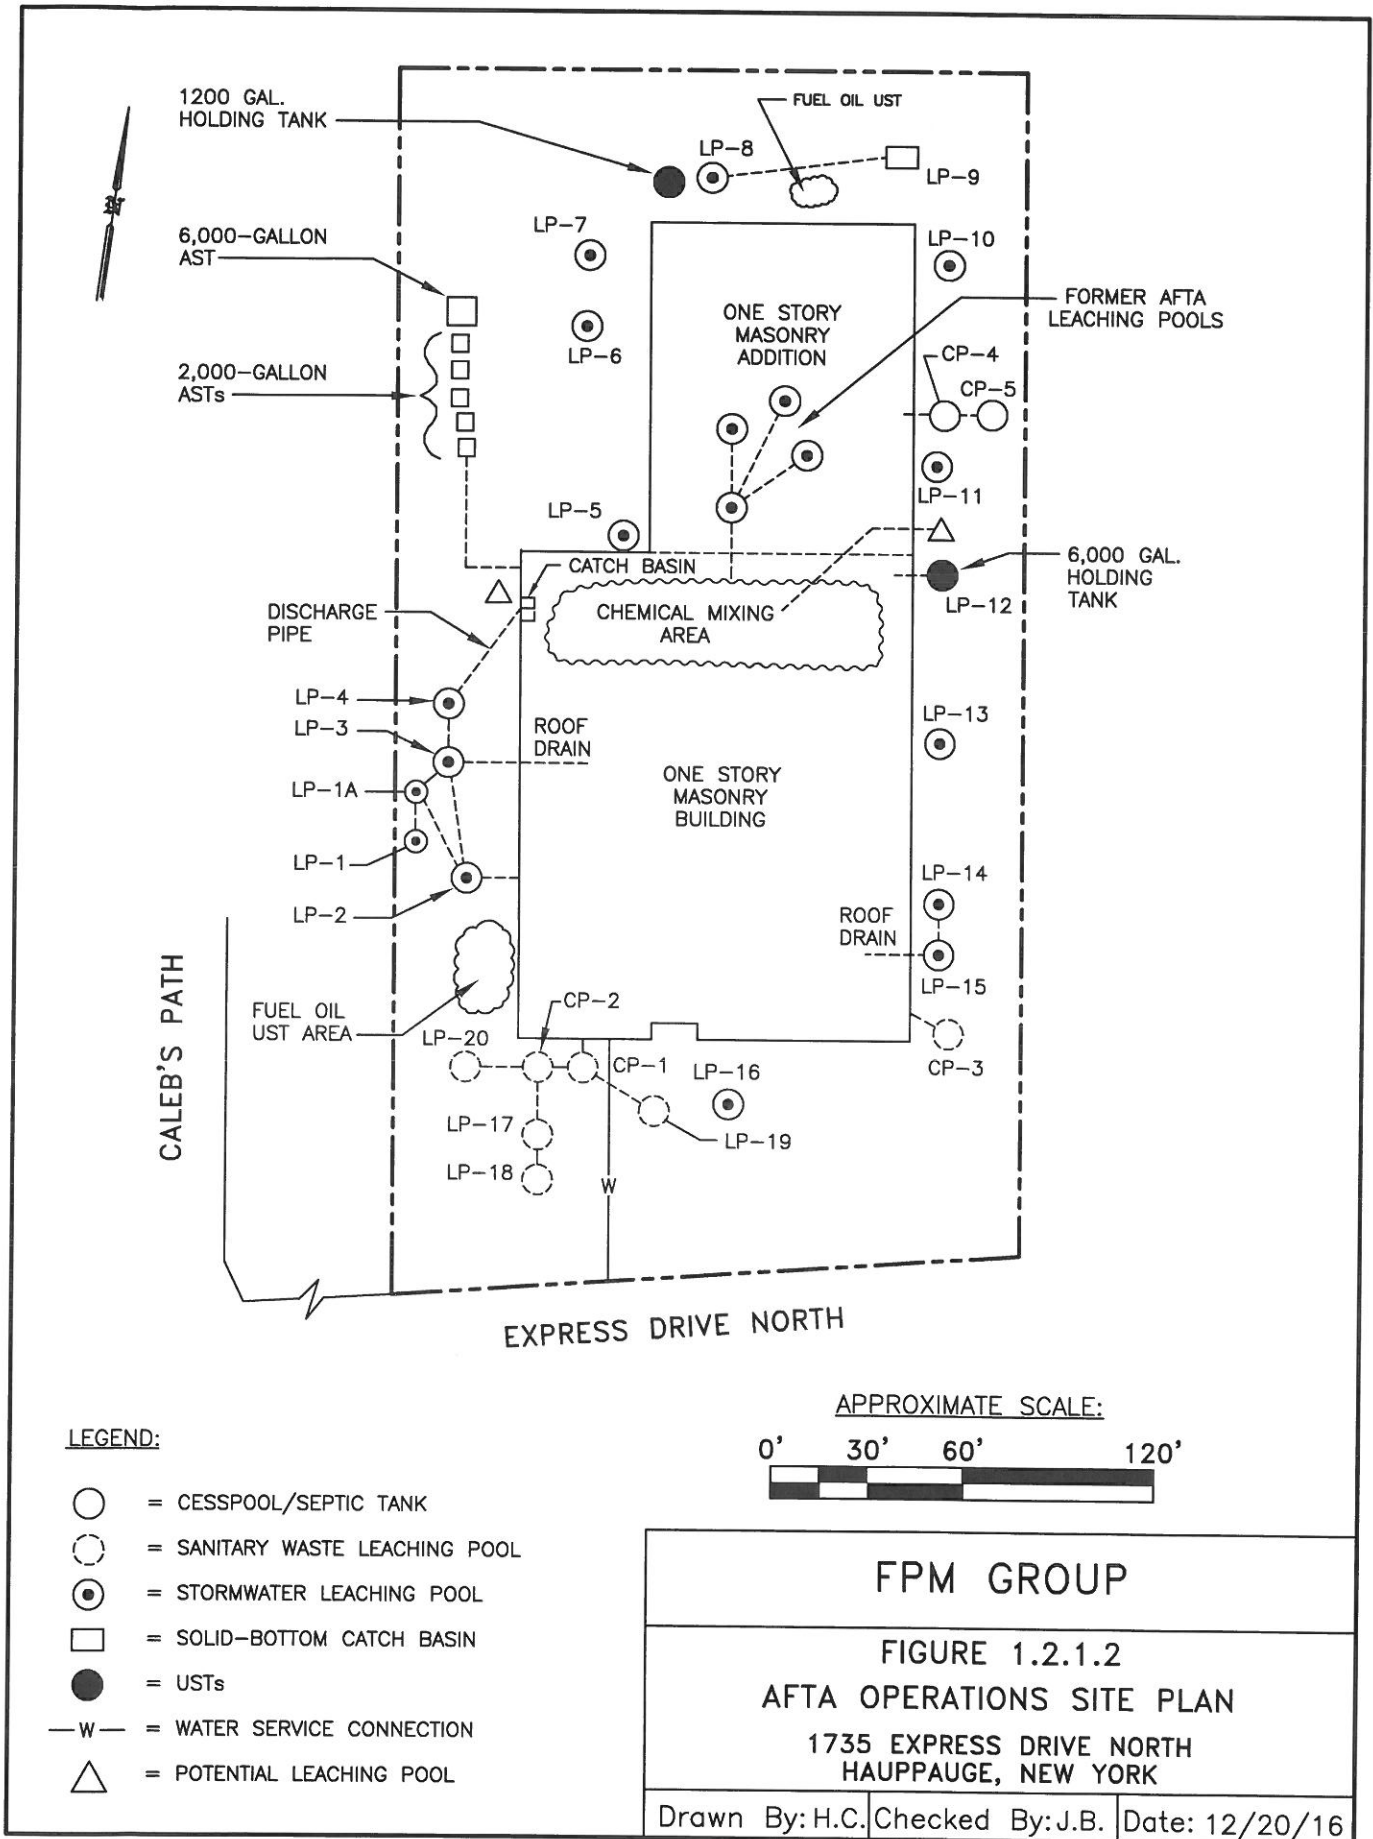 1200 GAL.
HOLDING TANK
FUEL OIL UST
LP-8
LP-9
LP-7
LP-10
6,000-GALLON
AST
ONE STORY
MASONRY
ADDITION
FORMER AFTA
LEACHING POOLS
LP-6
CP-4
CP-5
2,000-GALLON
ASTs
LP-11
LP-5
CATCH BASIN
6,000 GAL.
HOLDING
TANK
LP-12
CHEMICAL MIXING
AREA
DISCHARGE
PIPE
LP-4
LP-3
ROOF
DRAIN
LP-13
LP-1A
ONE STORY
MASONRY
BUILDING
LP-1
LP-14
LP-2
ROOF
DRAIN
LP-15
CALEB'S PATH
FUEL OIL
UST AREA
CP-2
LP-20
CP-1
LP-16
CP-3
LP-17
LP-19
LP-18
W
EXPRESS DRIVE NORTH
APPROXIMATE SCALE:
0' 30' 60' 120'
LEGEND:
= CESSPOOL/SEPTIC TANK
= SANITARY WASTE LEACHING POOL
= STORMWATER LEACHING POOL
= SOLID-BOTTOM CATCH BASIN
= USTs
—W— = WATER SERVICE CONNECTION
= POTENTIAL LEACHING POOL
FPM GROUP
FIGURE 1.2.1.2
AFTA OPERATIONS SITE PLAN
1735 EXPRESS DRIVE NORTH
HAUPPAUGE, NEW YORK
Drawn By: H.C. Checked By: J.B. Date: 12/20/16